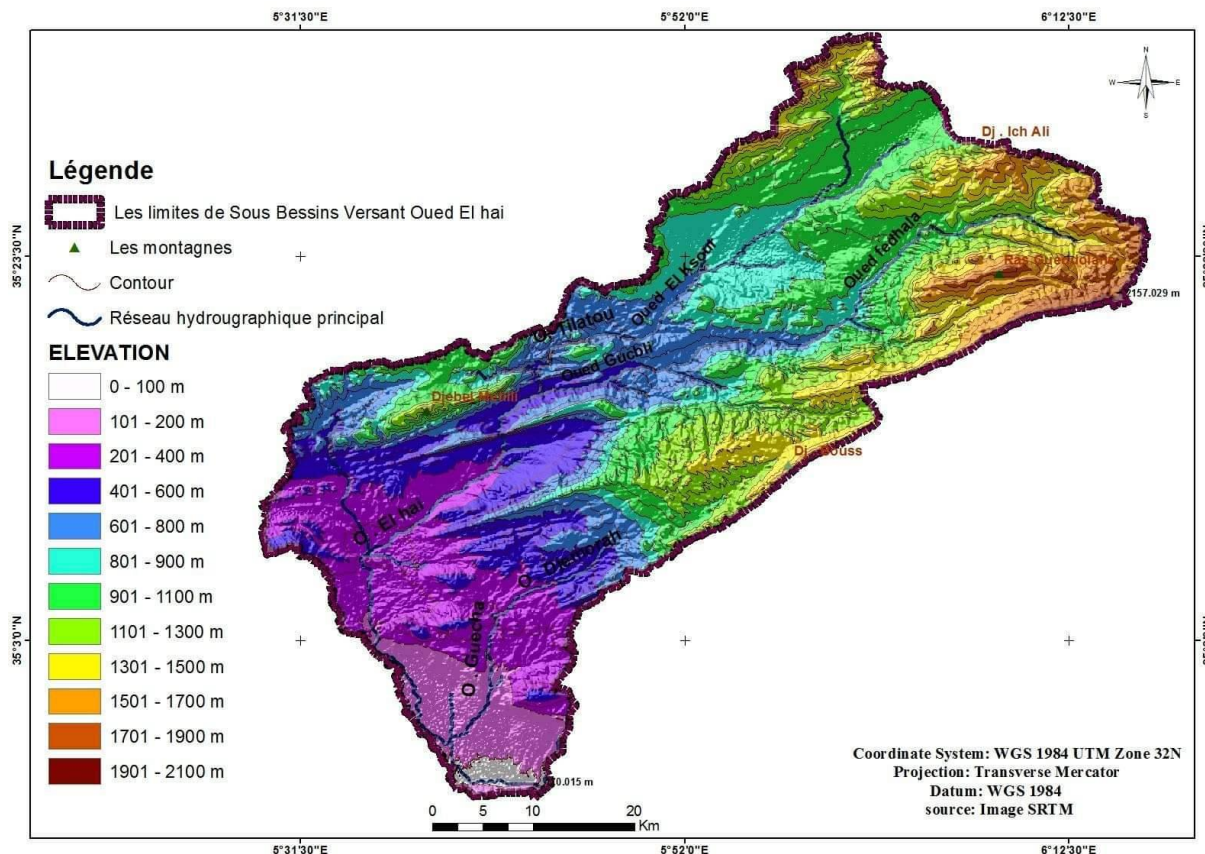 5°31'30"E 5°52'0"E 6°12'30"E
N
W E
S
Dj . Ich Ali
Légende
Les limites de Sous Bessins Versant Oued El hai
Les montagnes
Contour
Réseau hydrougraphique principal
35°23'30"N
Oued fedhala
Oued El Ksour
2157.029 m
O. Tilatou
Oued Guebli
ELEVATION
0 - 100 m
101 - 200 m
201 - 400 m
401 - 600 m
601 - 800 m
801 - 900 m
901 - 1100 m
1101 - 1300 m
1301 - 1500 m
1501 - 1700 m
1701 - 1900 m
1901 - 2100 m
O. El hai
O. Djemorah
O. Guecha
35°3'0"N
Coordinate System: WGS 1984 UTM Zone 32N
Projection: Transverse Mercator
Datum: WGS 1984
source: Image SRTM
0 5 10 20
Km
5°31'30"E 5°52'0"E 6°12'30"E